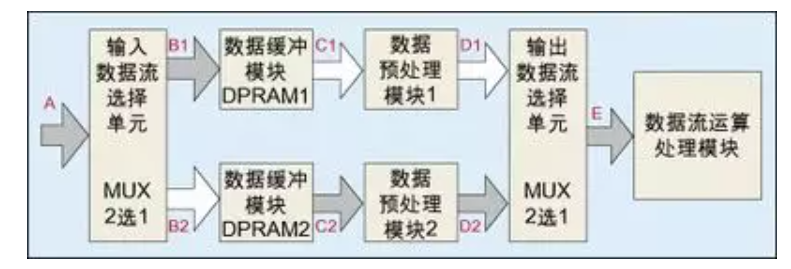 A
输入
数据流
选择
单元
MUX
2选1
B1
B2
数据缓冲
模块
DPRAM1
C1
数据
预处理
模块1
D1
数据缓冲
模块
DPRAM2
C2
数据
预处理
模块2
D2
输出
数据流
选择
单元
MUX
2选1
E
数据流运算
处理模块